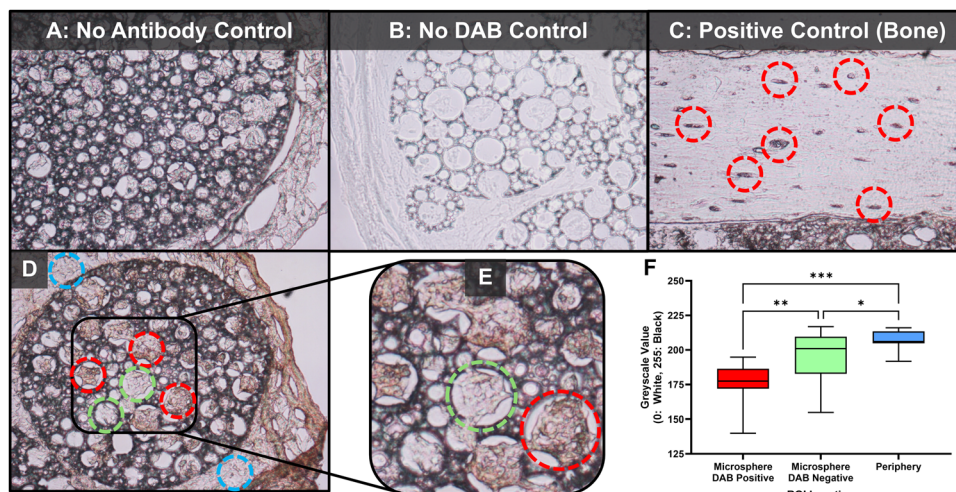 A: No Antibody Control
B: No DAB Control
C: Positive Control (Bone)
D
E
F
***
**
*
250
225
200
175
150
125
Greyscale Value
(0: White, 255: Black)
Microsphere
DAB Positive
Microsphere
DAB Negative
Periphery